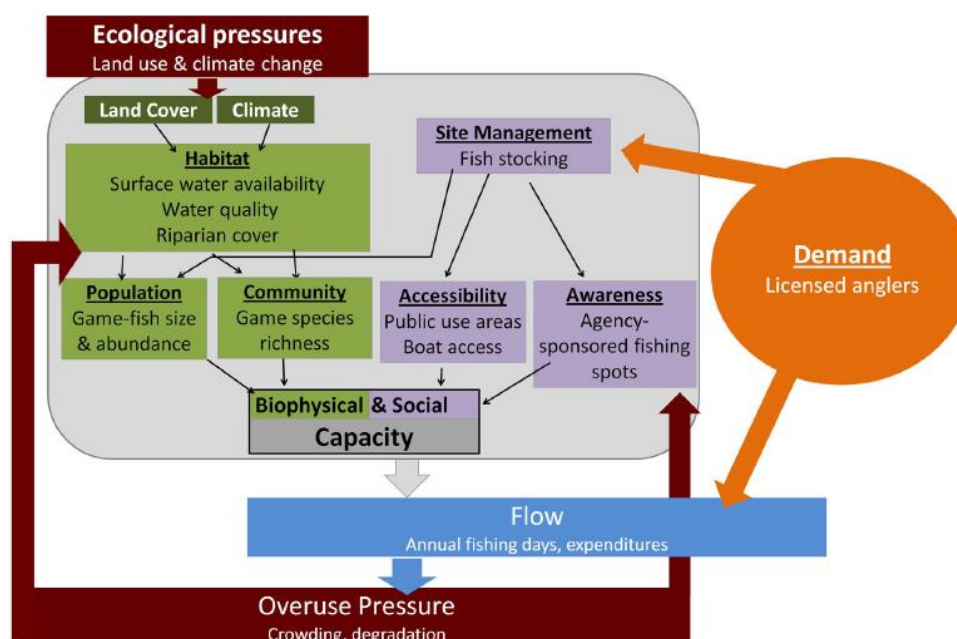 Ecological pressures
Land use & climate change
Land Cover
Climate
Site Management
Fish stocking
Habitat
Surface water availability
Water quality
Riparian cover
Demand
Licensed anglers
Population
Game-fish size
& abundance
Community
Game species
richness
Accessibility
Public use areas
Boat access
Awareness
Agency-
sponsored fishing
spots
Biophysical & Social
Capacity
Flow
Annual fishing days, expenditures
Overuse Pressure
Crowding, degradation